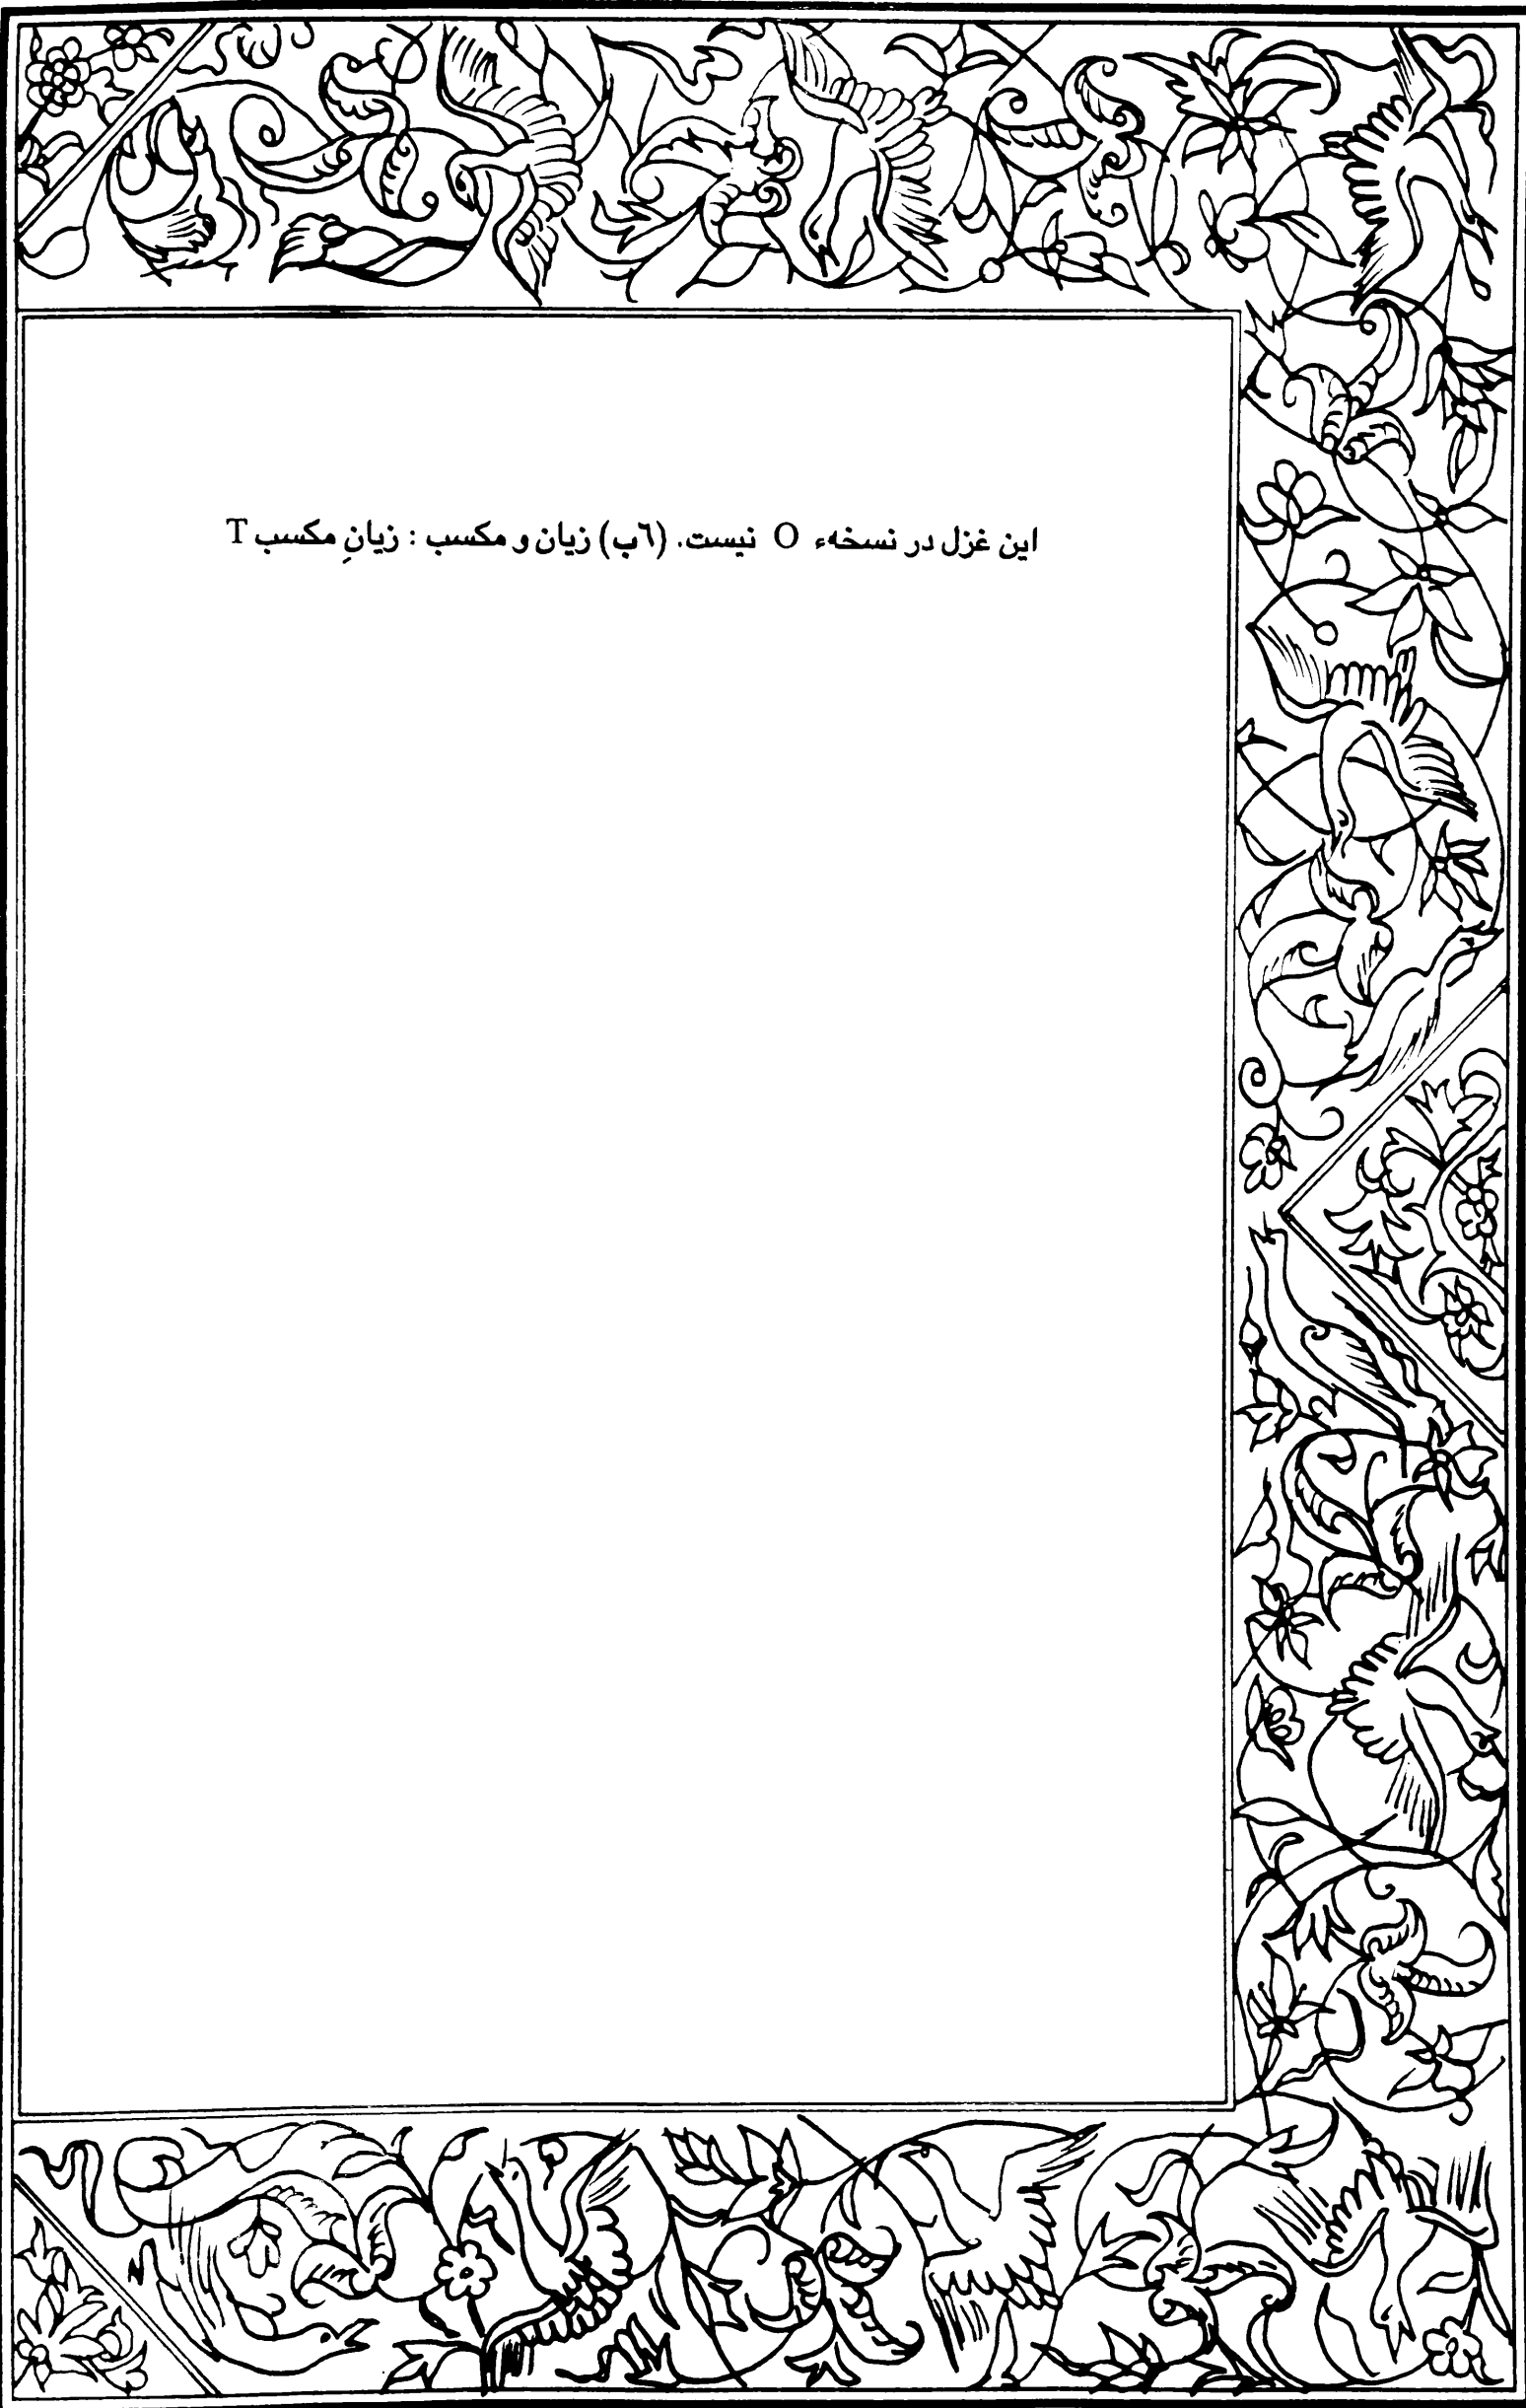 این غزل در نسخهء O نیست. (٦ب) زیان و مکسب : زیانِ مکسب T